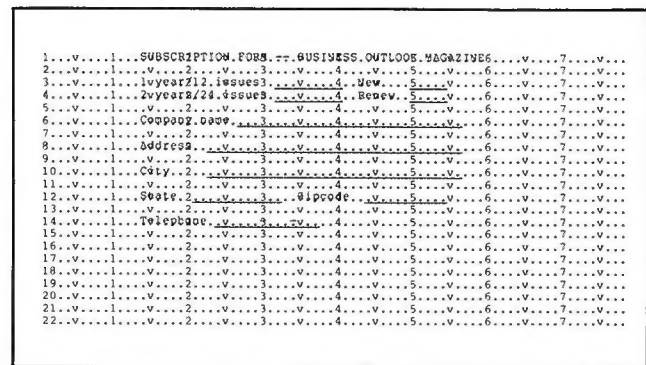 1...v....1...SUBSCRIPTION.FORM.--.BUSINESS.OUTLOOK.MAGAZINE6....v....7....v...
2...v....1....v....2....v....3....v....4....v....5....v....6....v....7....v...
3...v....1...1 year/12.issues3....v....4..New....5....v....6....v....7....v...
4...v....1...2 years/24.issues....v....4..Renew..5....v....6....v....7....v...
5...v....1....v....2....v....3....v....4....v....5....v....6....v....7....v...
6...v....1...Company.name....3....v....4....v....5....v....6....v....7....v...
7...v....1....v....2....v....3....v....4....v....5....v....6....v....7....v...
8...v....1...Address....v....3....v....4....v....5....v....6....v....7....v...
9...v....1....v....2....v....3....v....4....v....5....v....6....v....7....v...
10..v....1...City..2....v....3....v....4....v....5....v....6....v....7....v...
11..v....1....v....2....v....3....v....4....v....5....v....6....v....7....v...
12..v....1...State.2....v....3...Zipcode....v....5....v....6....v....7....v...
13..v....1....v....2....v....3....v....4....v....5....v....6....v....7....v...
14..v....1...Telephone..v....-...-.....4....v....5....v....6....v....7....v...
15..v....1....v....2....v....3....v....4....v....5....v....6....v....7....v...
16..v....1....v....2....v....3....v....4....v....5....v....6....v....7....v...
17..v....1....v....2....v....3....v....4....v....5....v....6....v....7....v...
18..v....1....v....2....v....3....v....4....v....5....v....6....v....7....v...
19..v....1....v....2....v....3....v....4....v....5....v....6....v....7....v...
20..v....1....v....2....v....3....v....4....v....5....v....6....v....7....v...
21..v....1....v....2....v....3....v....4....v....5....v....6....v....7....v...
22..v....1....v....2....v....3....v....4....v....5....v....6....v....7....v...